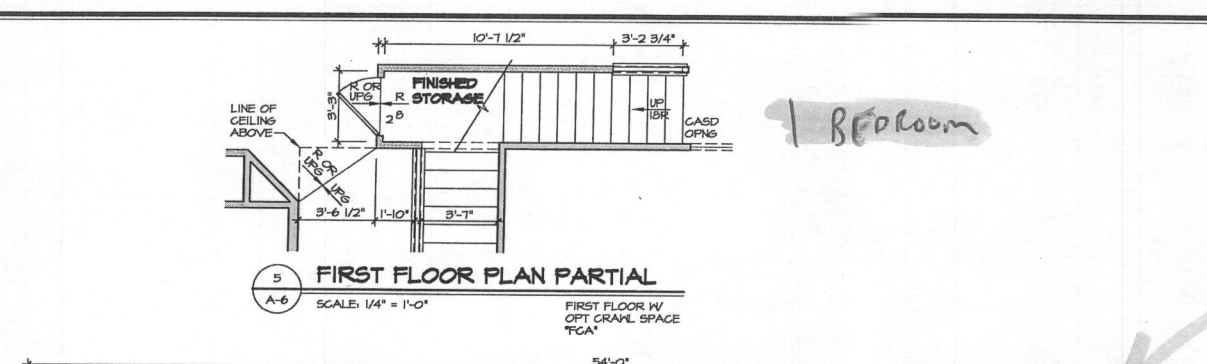 10'-7 1/2"
3'-2 3/4"
R OR
UPG
R
FINISHED
STORAGE
3'-3"
2⁸
UP
18R
LINE OF
CEILING
ABOVE
CASD
OPNG
1 BEDROOM
R OR
UPG
UPG
3'-6 1/2"
1'-10"
3'-7"
5
A-6
FIRST FLOOR PLAN PARTIAL
SCALE: 1/4" = 1'-0"
FIRST FLOOR W/
OPT CRAWL SPACE
"FCA"
54'-0"